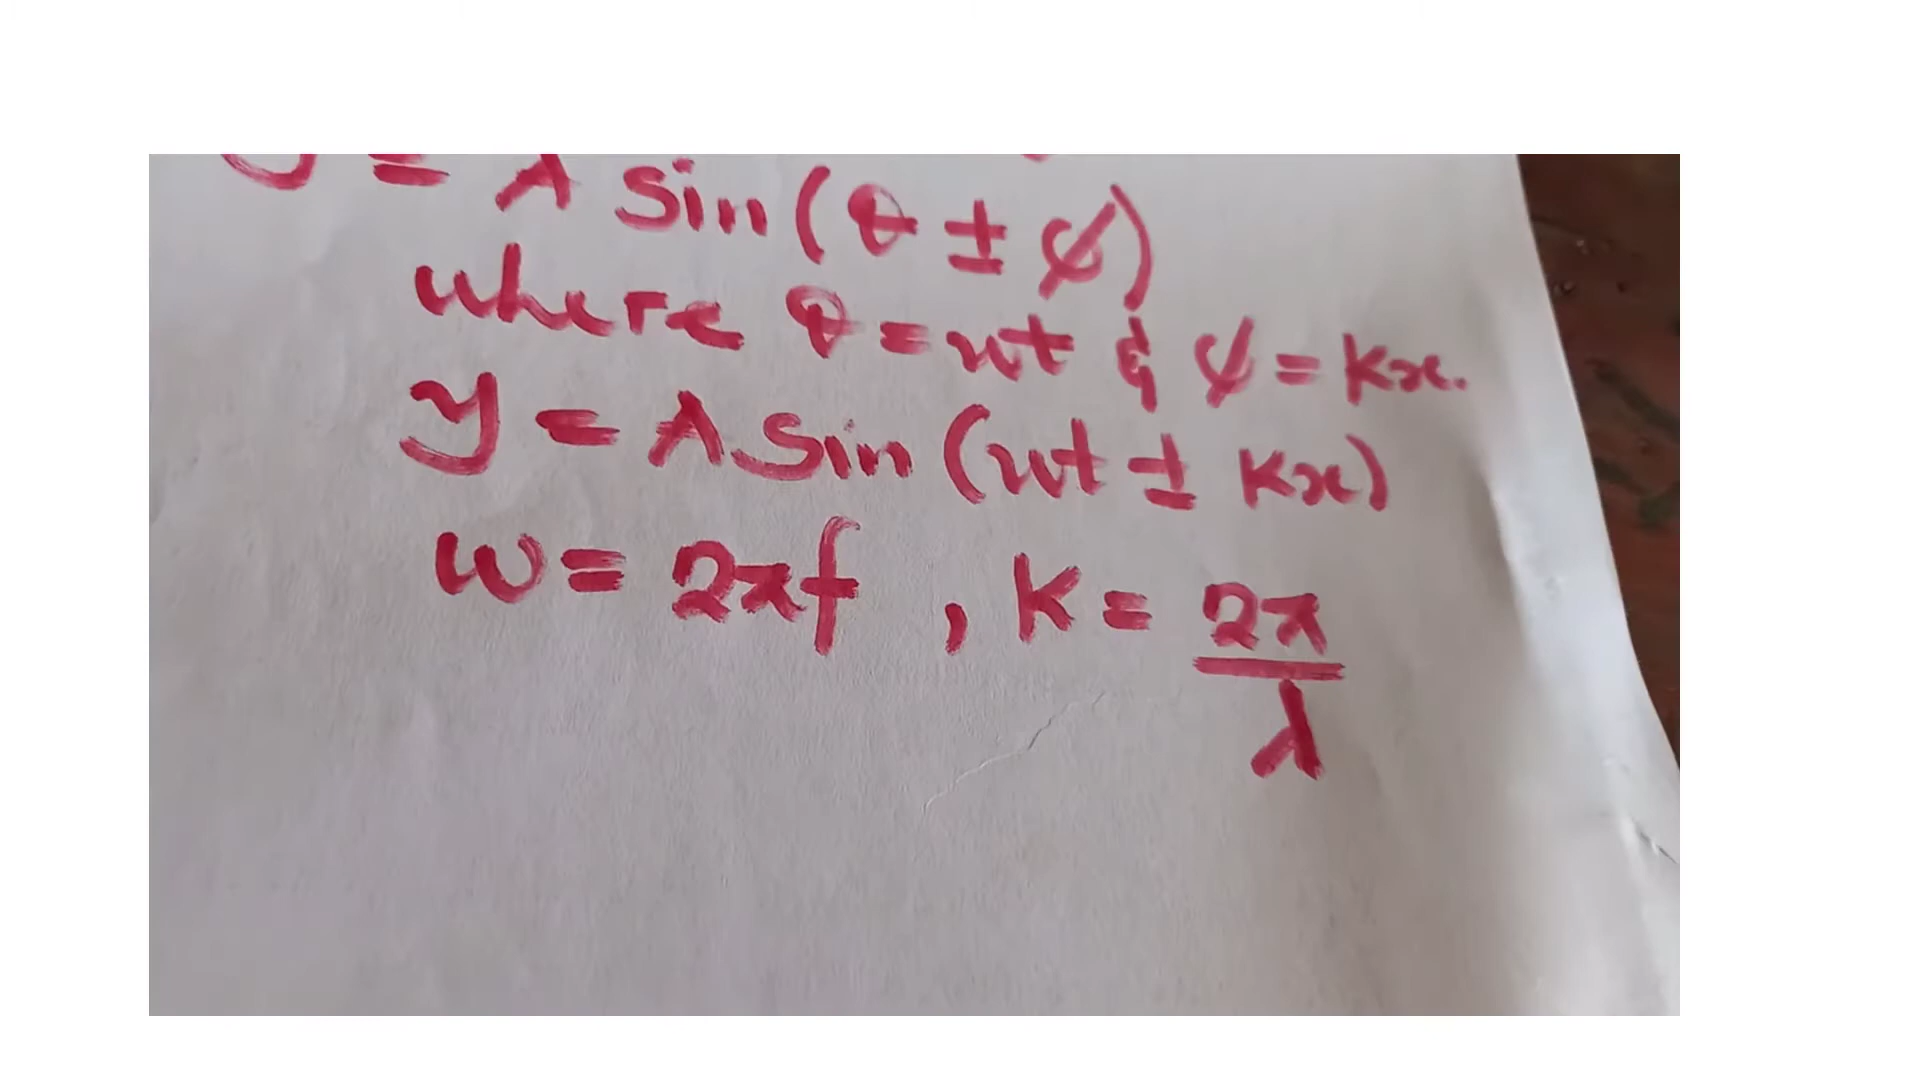 y = A Sin (θ ± φ)
where θ = wt & φ = kx.
y = A Sin (wt ± kx)
w = 2πf , K = 2π/λ